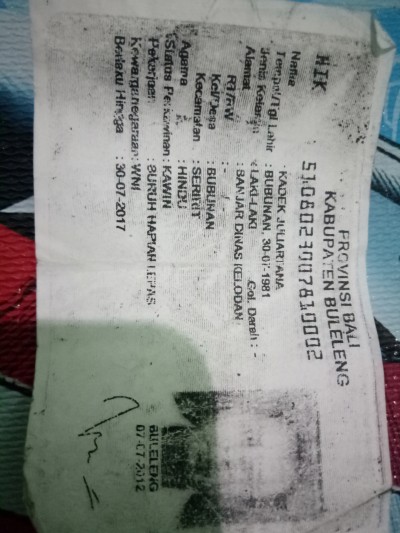 PROVINSI BALI
KABUPATEN BULELENG
NIK 5108023007810002
Nama : KADEK JULIARTANA
Tempat/Tgl Lahir : BUBUNAN, 30-07-1981
Jenis Kelamin : LAKI-LAKI Gol. Darah : -
Alamat : BANJAR DINAS KELODAN
RT/RW : - / -
Kel/Desa : BUBUNAN
Kecamatan : SERIRIT
Agama : HINDU
Status Perkawinan : KAWIN
Pekerjaan : BURUH HARIAN LEPAS
Kewarganegaraan : WNI
Berlaku Hingga : 30-07-2017
BULELENG
07-07-2012